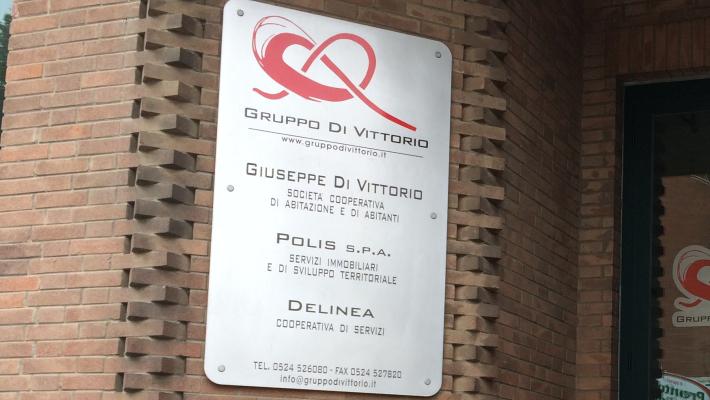 GRUPPO DI VITTORIO
www.gruppodivittorio.it
GIUSEPPE DI VITTORIO
SOCIETÀ COOPERATIVA
DI ABITAZIONE E DI ABITANTI
POLIS S.P.A.
SERVIZI IMMOBILIARI
E DI SVILUPPO TERRITORIALE
DELINEA
COOPERATIVA DI SERVIZI
TEL. 0524 526080 - FAX 0524 527820
info@gruppodivittorio.it
GRUPPO